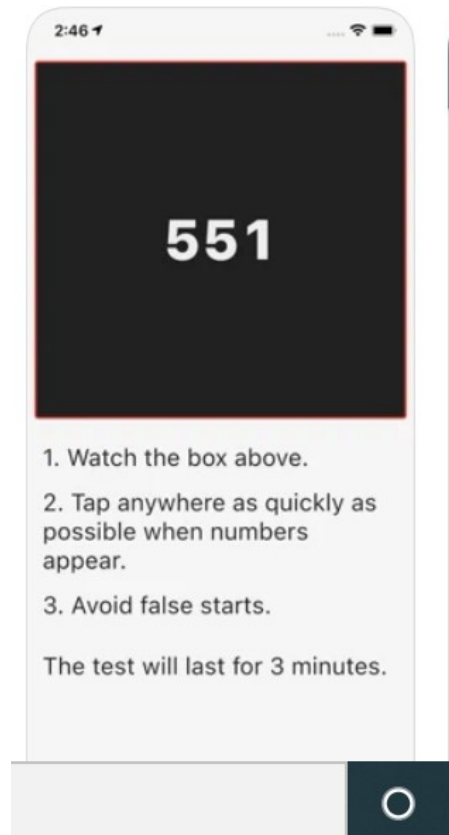 2:46
551
1. Watch the box above.
2. Tap anywhere as quickly as
possible when numbers
appear.
3. Avoid false starts.
The test will last for 3 minutes.